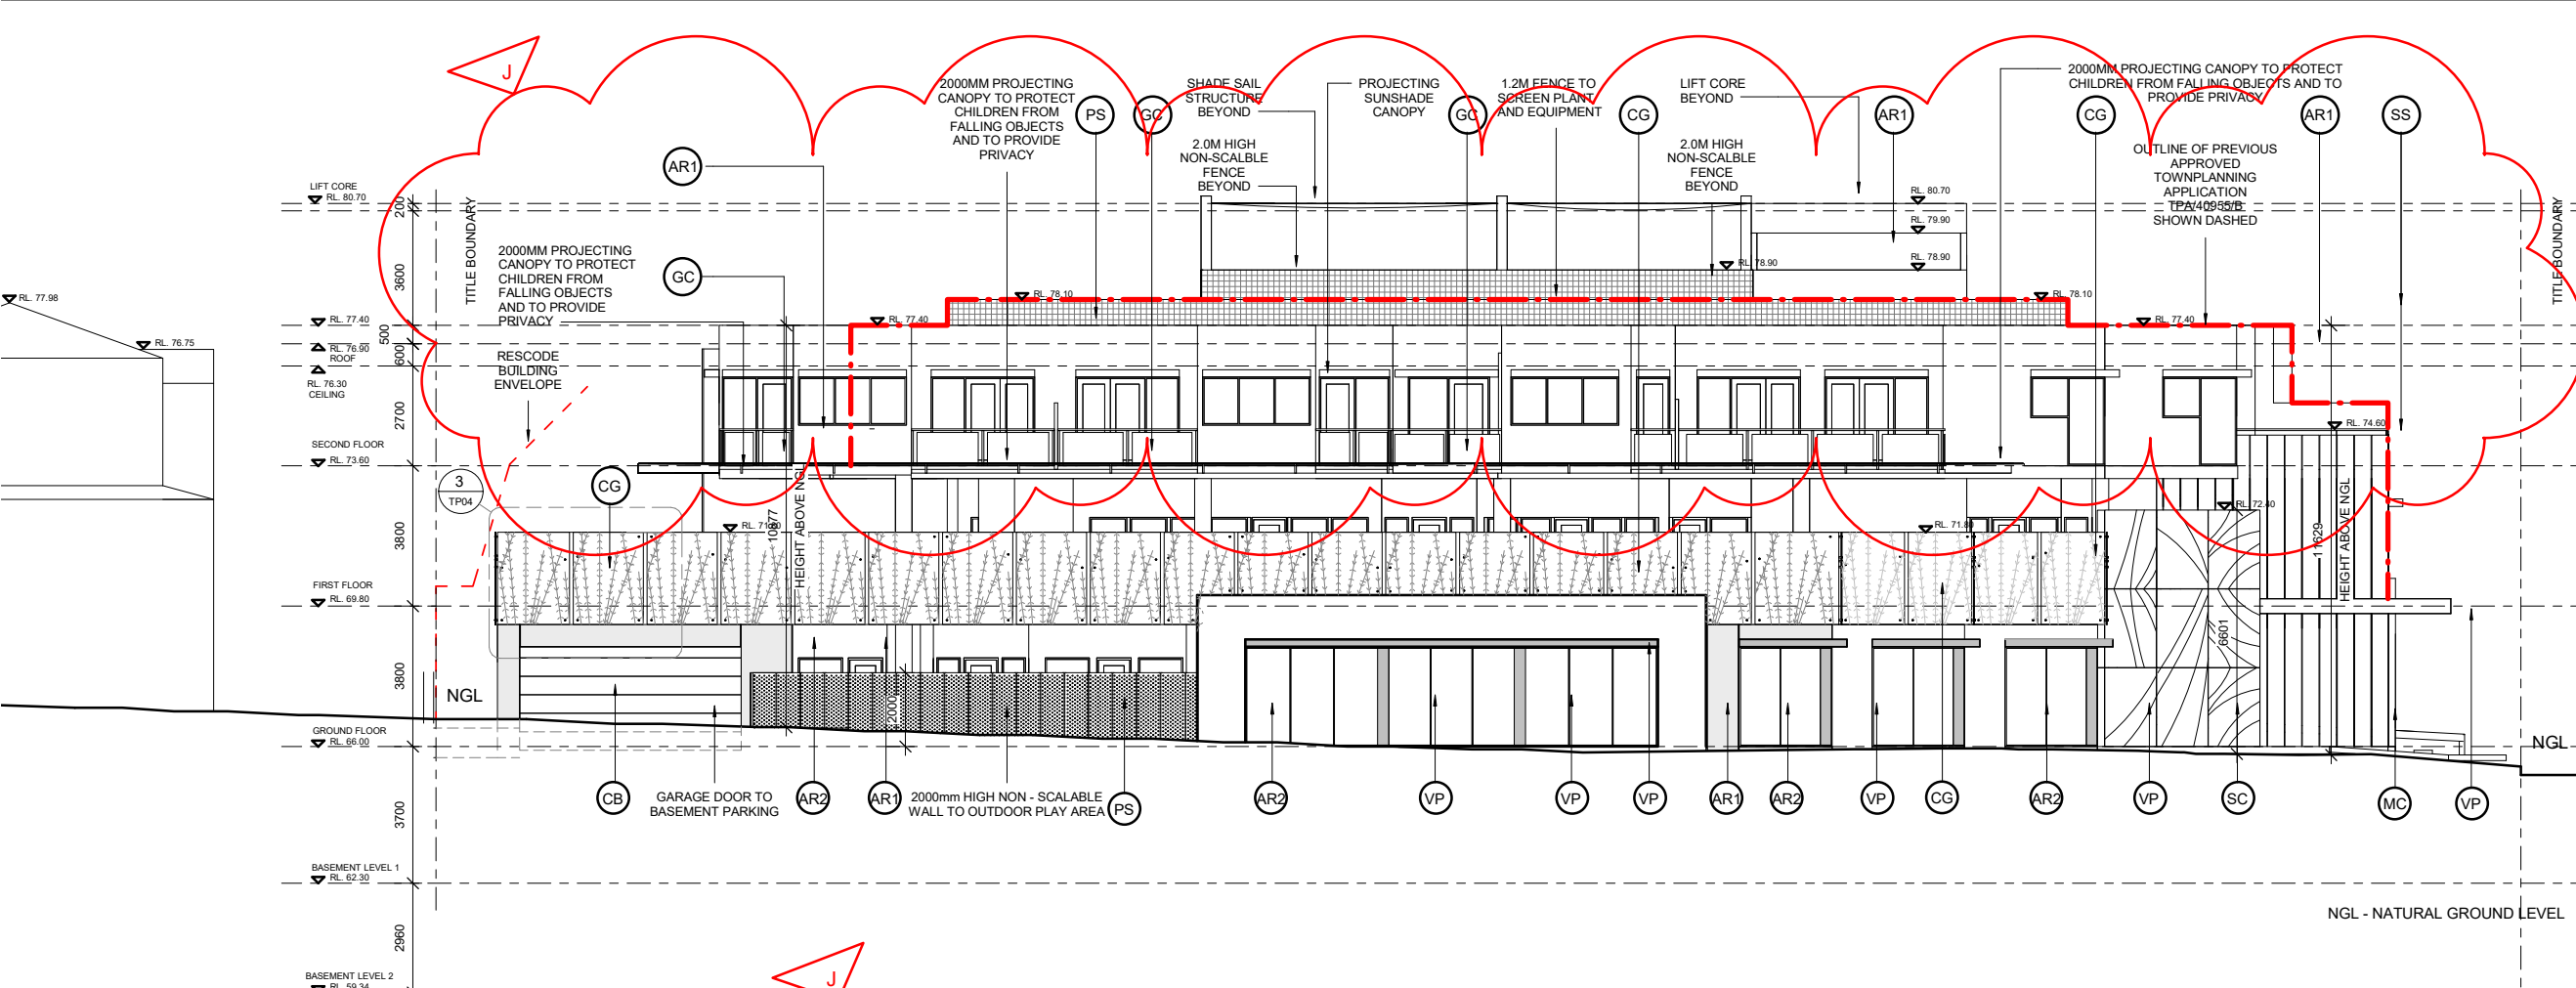 J
2000MM PROJECTING
CANOPY TO PROTECT
CHILDREN FROM
FALLING OBJECTS
AND TO PROVIDE
PRIVACY
PS
GC
SHADE SAIL
STRUCTURE
BEYOND
2.0M HIGH
NON-SCALBLE
FENCE
BEYOND
PROJECTING
SUNSHADE
CANOPY
GC
1.2M FENCE TO
SCREEN PLANT
AND EQUIPMENT
CG
LIFT CORE
BEYOND
2.0M HIGH
NON-SCALBLE
FENCE
BEYOND
AR1
2000MM PROJECTING CANOPY TO PROTECT
CHILDREN FROM FALLING OBJECTS AND TO
PROVIDE PRIVACY
CG
AR1
SS
OUTLINE OF PREVIOUS
APPROVED
TOWNPLANNING
APPLICATION
TPA/40955/B
SHOWN DASHED
AR1
GC
2000MM PROJECTING
CANOPY TO PROTECT
CHILDREN FROM
FALLING OBJECTS
AND TO PROVIDE
PRIVACY
RESCODE
BUILDING
ENVELOPE
TITLE BOUNDARY
TITLE BOUNDARY
LIFT CORE
RL. 80.70
200
3600
RL. 77.40
500
RL. 76.90
ROOF
600
RL. 76.30
CEILING
2700
SECOND FLOOR
RL. 73.60
3800
FIRST FLOOR
RL. 69.80
3800
GROUND FLOOR
RL. 66.00
3700
BASEMENT LEVEL 1
RL. 62.30
2960
BASEMENT LEVEL 2
RL. 59.34
RL. 77.98
RL. 76.75
RL. 80.70
RL. 79.90
RL. 78.90
RL. 78.90
RL. 78.10
RL. 78.10
RL. 77.40
RL. 77.40
RL. 74.60
RL. 72.40
RL. 71.80
3
TP04
CG
10877
HEIGHT ABOVE NGL
11629
HEIGHT ABOVE NGL
6601
2000
NGL
NGL
CB
GARAGE DOOR TO
BASEMENT PARKING
AR2
AR1
2000mm HIGH NON - SCALABLE
WALL TO OUTDOOR PLAY AREA
PS
AR2
VP
VP
VP
AR1
AR2
VP
CG
AR2
VP
SC
MC
VP
NGL - NATURAL GROUND LEVEL
J